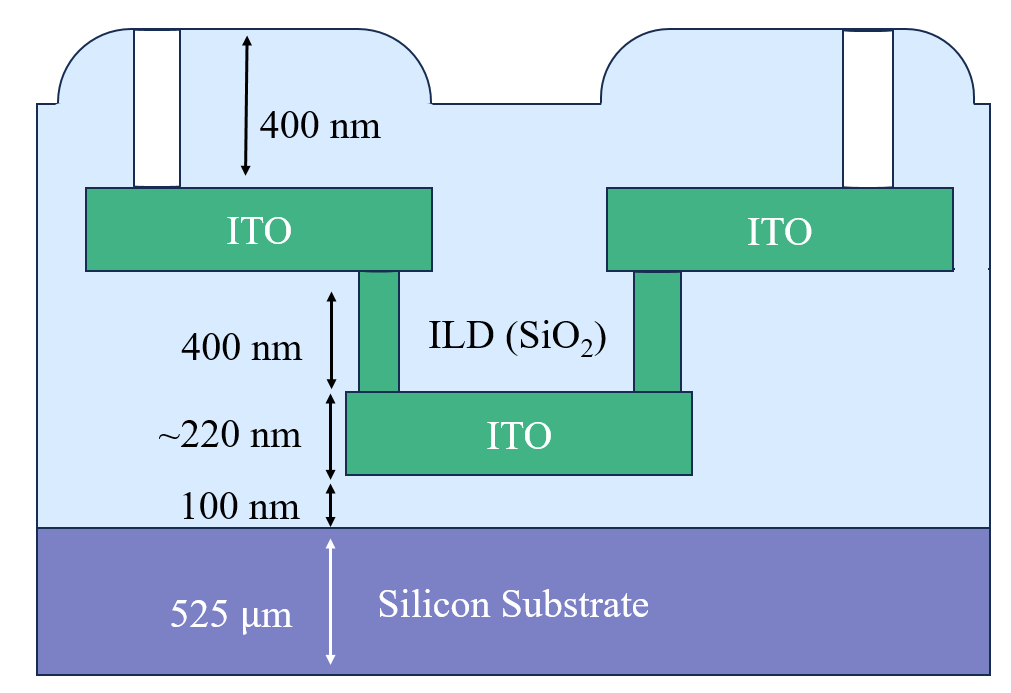 400 nm
ITO
ITO
400 nm
ILD (SiO₂)
~220 nm
ITO
100 nm
525 μm
Silicon Substrate